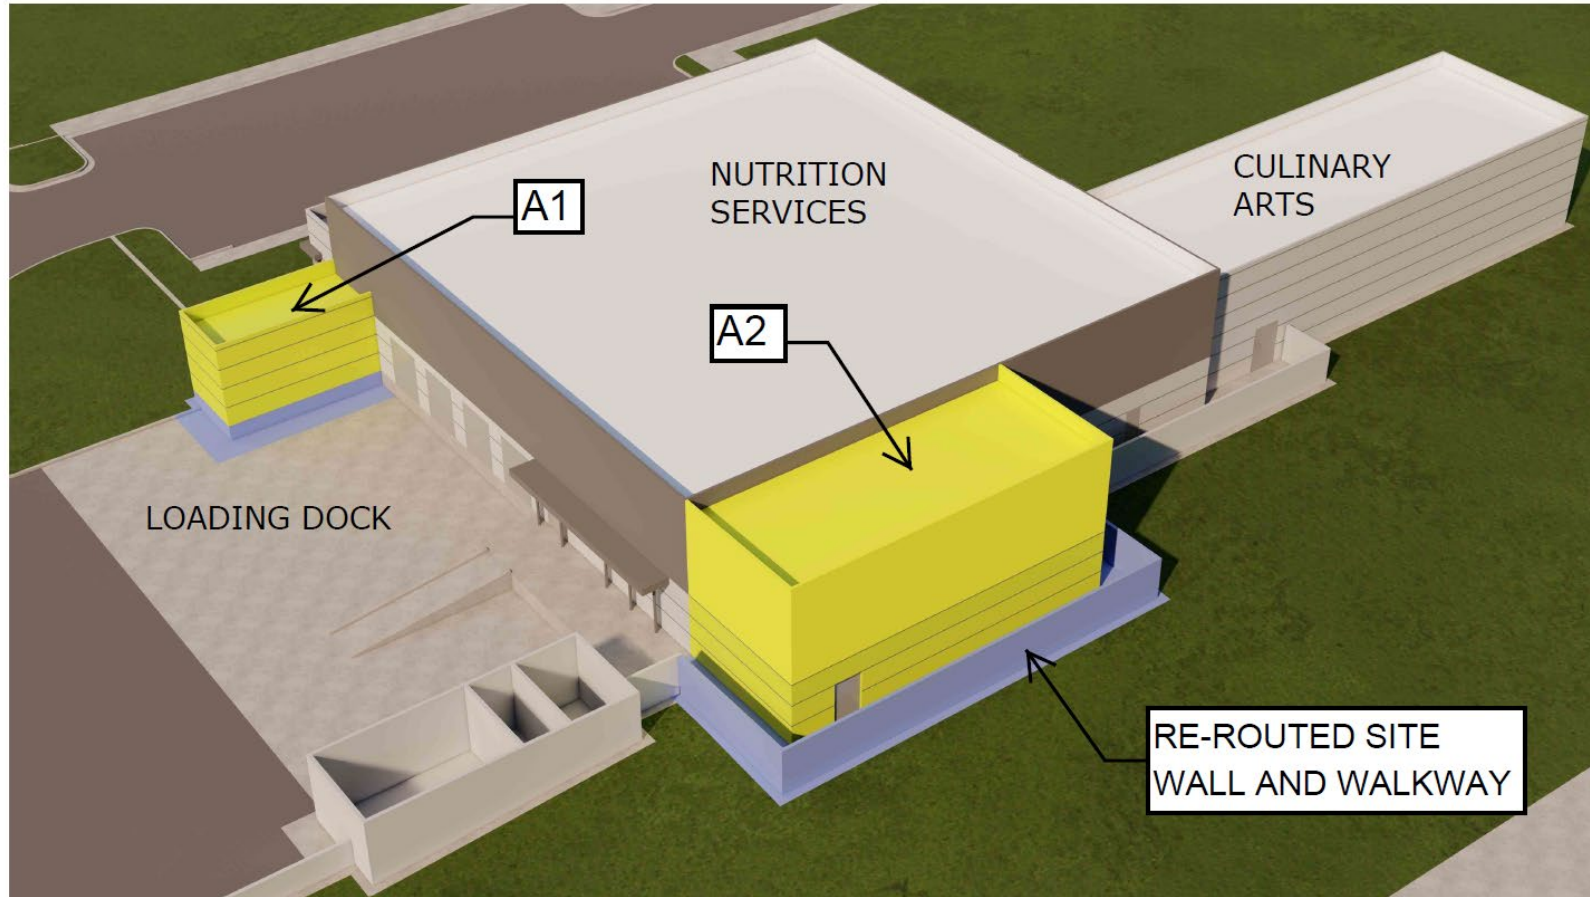 NUTRITION
SERVICES
CULINARY
ARTS
A1
A2
LOADING DOCK
RE-ROUTED SITE
WALL AND WALKWAY